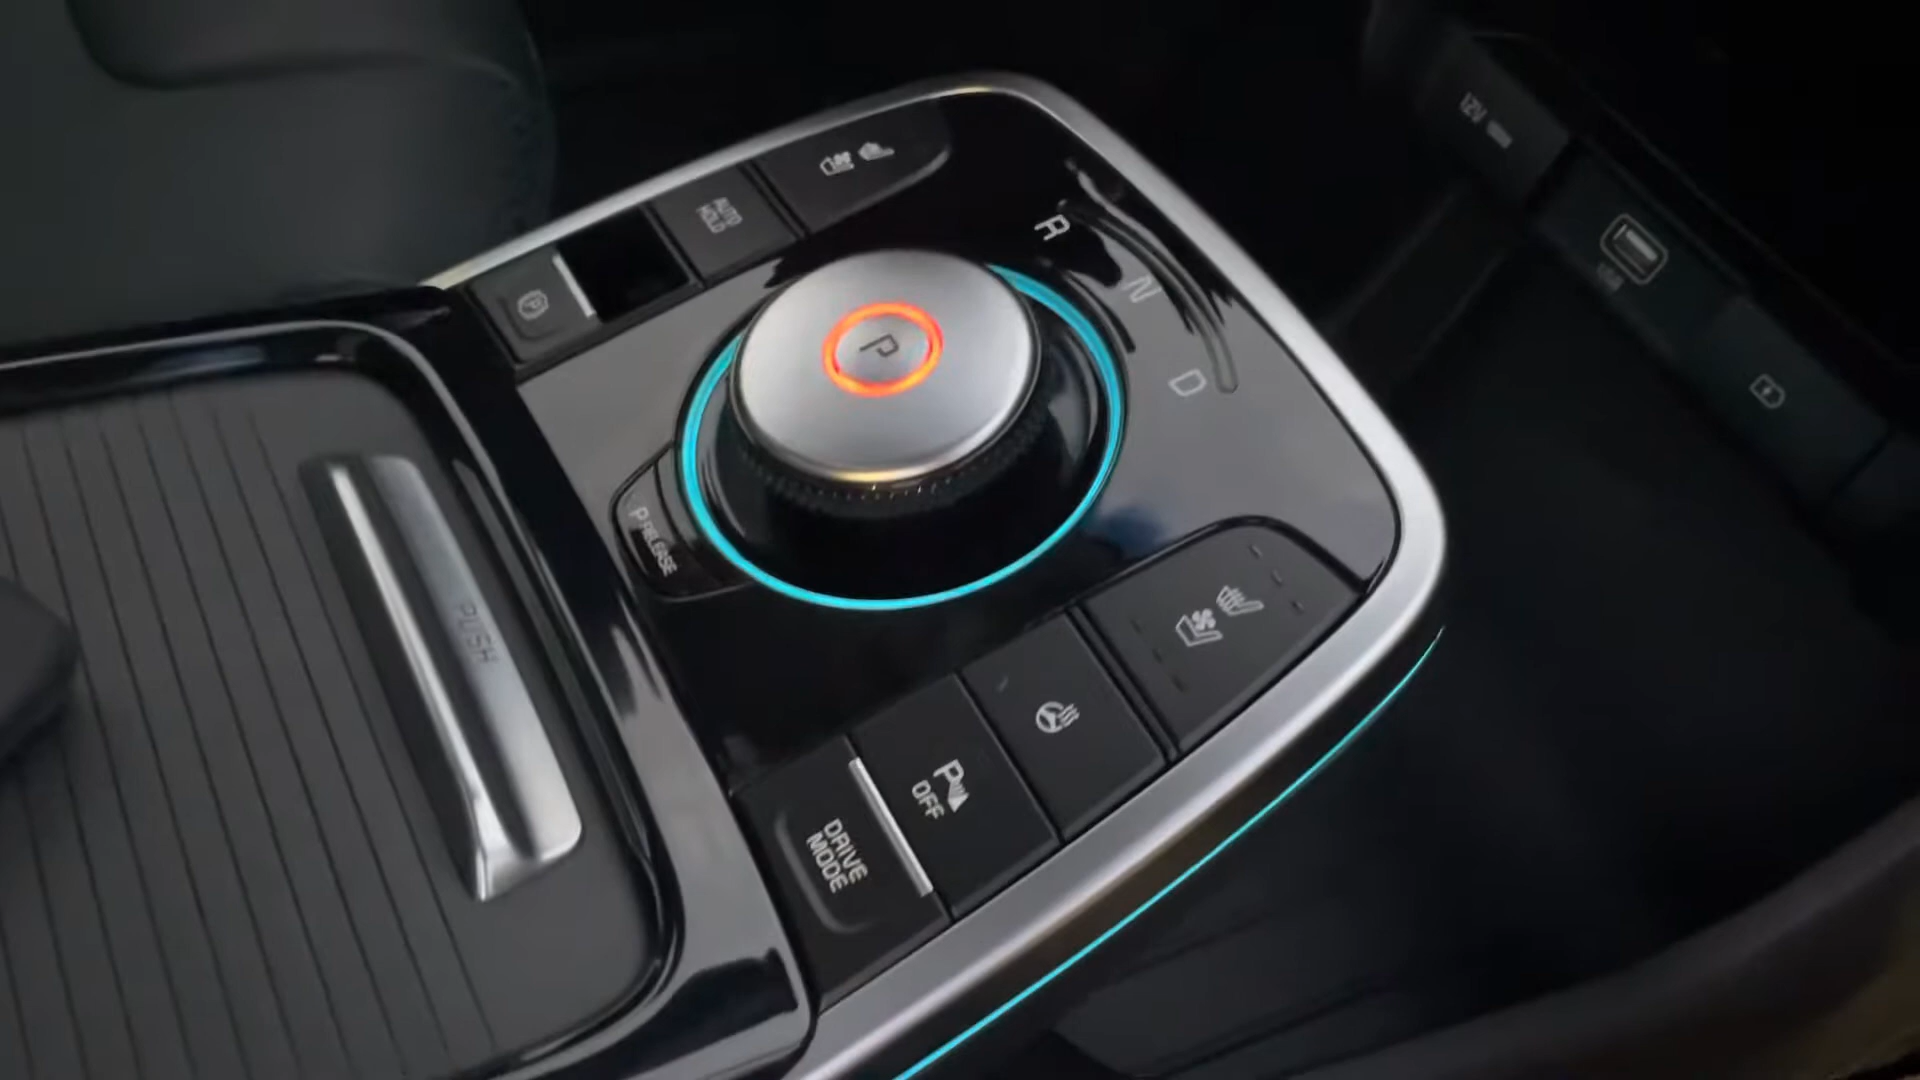 12V
AUTO
HOLD
R
N
P
D
P RELEASE
PUSH
P
OFF
DRIVE
MODE